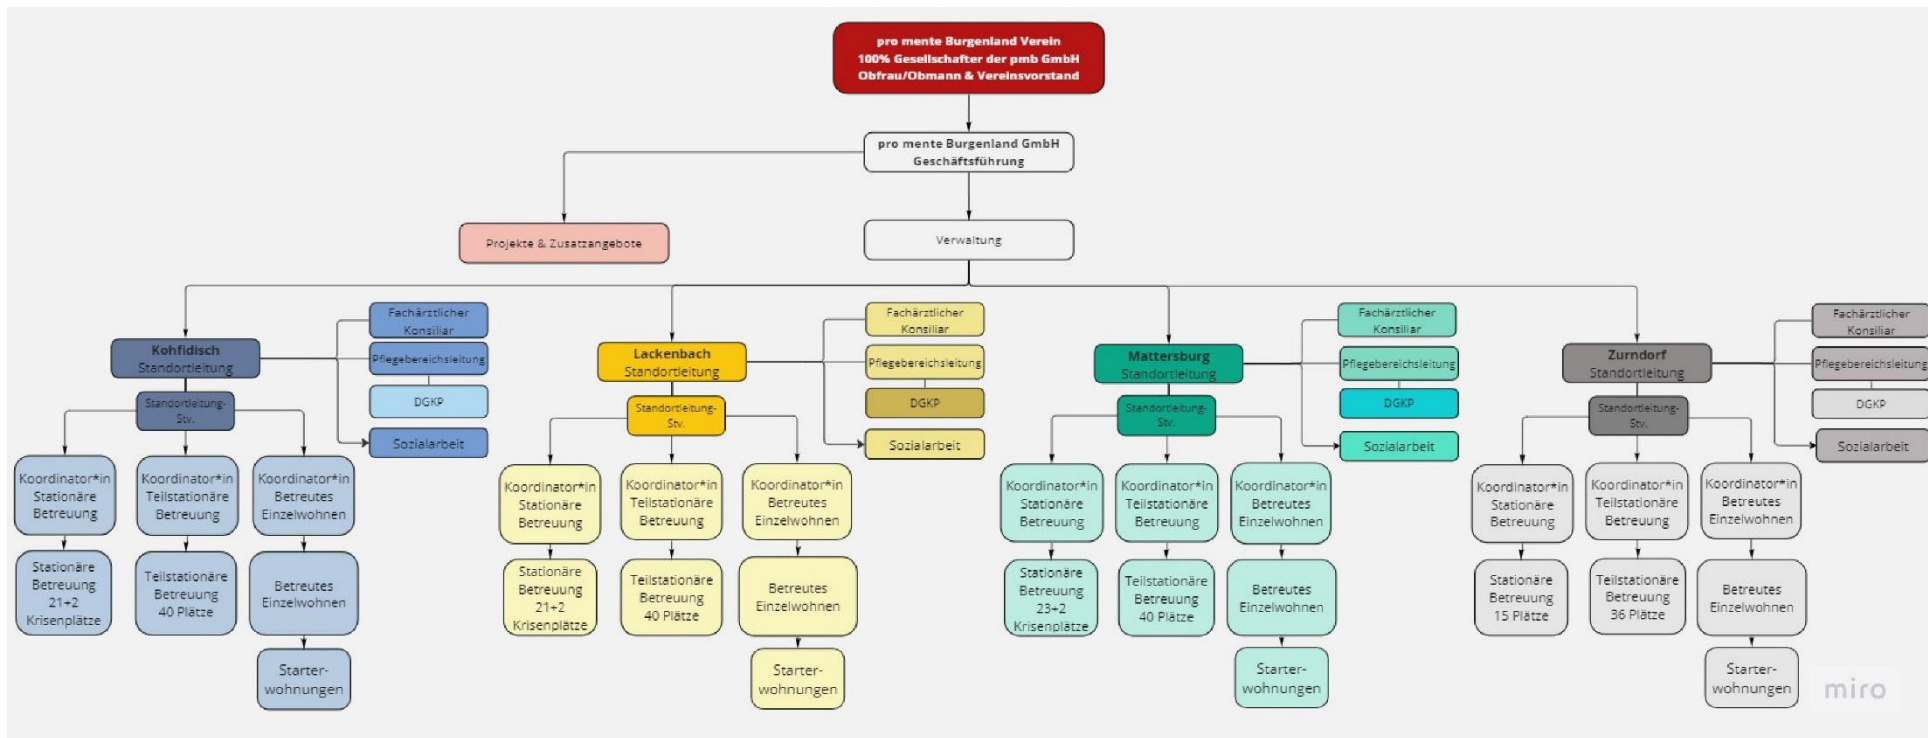 pro mente Burgenland Verein
100% Gesellschafter der pmb GmbH
Obfrau/Obmann & Vereinsvorstand
pro mente Burgenland GmbH
Geschäftsführung
Projekte & Zusatzangebote
Verwaltung
Kohfidisch
Standortleitung
Fachärztlicher
Konsiliar
Pflegebereichsleitung
DGKP
Sozialarbeit
Standortleitung-
Stv.
Koordinator*in
Stationäre
Betreuung
Koordinator*in
Teilstationäre
Betreuung
Koordinator*in
Betreutes
Einzelwohnen
Stationäre
Betreuung
21+2
Krisenplätze
Teilstationäre
Betreuung
40 Plätze
Betreutes
Einzelwohnen
Starter-
wohnungen
Lackenbach
Standortleitung
Fachärztlicher
Konsiliar
Pflegebereichsleitung
DGKP
Sozialarbeit
Standortleitung-
Stv.
Koordinator*in
Stationäre
Betreuung
Koordinator*in
Teilstationäre
Betreuung
Koordinator*in
Betreutes
Einzelwohnen
Stationäre
Betreuung
21+2
Krisenplätze
Teilstationäre
Betreuung
40 Plätze
Betreutes
Einzelwohnen
Starter-
wohnungen
Mattersburg
Standortleitung
Fachärztlicher
Konsiliar
Pflegebereichsleitung
DGKP
Sozialarbeit
Standortleitung-
Stv.
Koordinator*in
Stationäre
Betreuung
Koordinator*in
Teilstationäre
Betreuung
Koordinator*in
Betreutes
Einzelwohnen
Stationäre
Betreuung
23+2
Krisenplätze
Teilstationäre
Betreuung
40 Plätze
Betreutes
Einzelwohnen
Starter-
wohnungen
Zurndorf
Standortleitung
Fachärztlicher
Konsiliar
Pflegebereichsleitung
DGKP
Sozialarbeit
Standortleitung-
Stv.
Koordinator*in
Stationäre
Betreuung
Koordinator*in
Teilstationäre
Betreuung
Koordinator*in
Betreutes
Einzelwohnen
Stationäre
Betreuung
15 Plätze
Teilstationäre
Betreuung
36 Plätze
Betreutes
Einzelwohnen
Starter-
wohnungen
miro